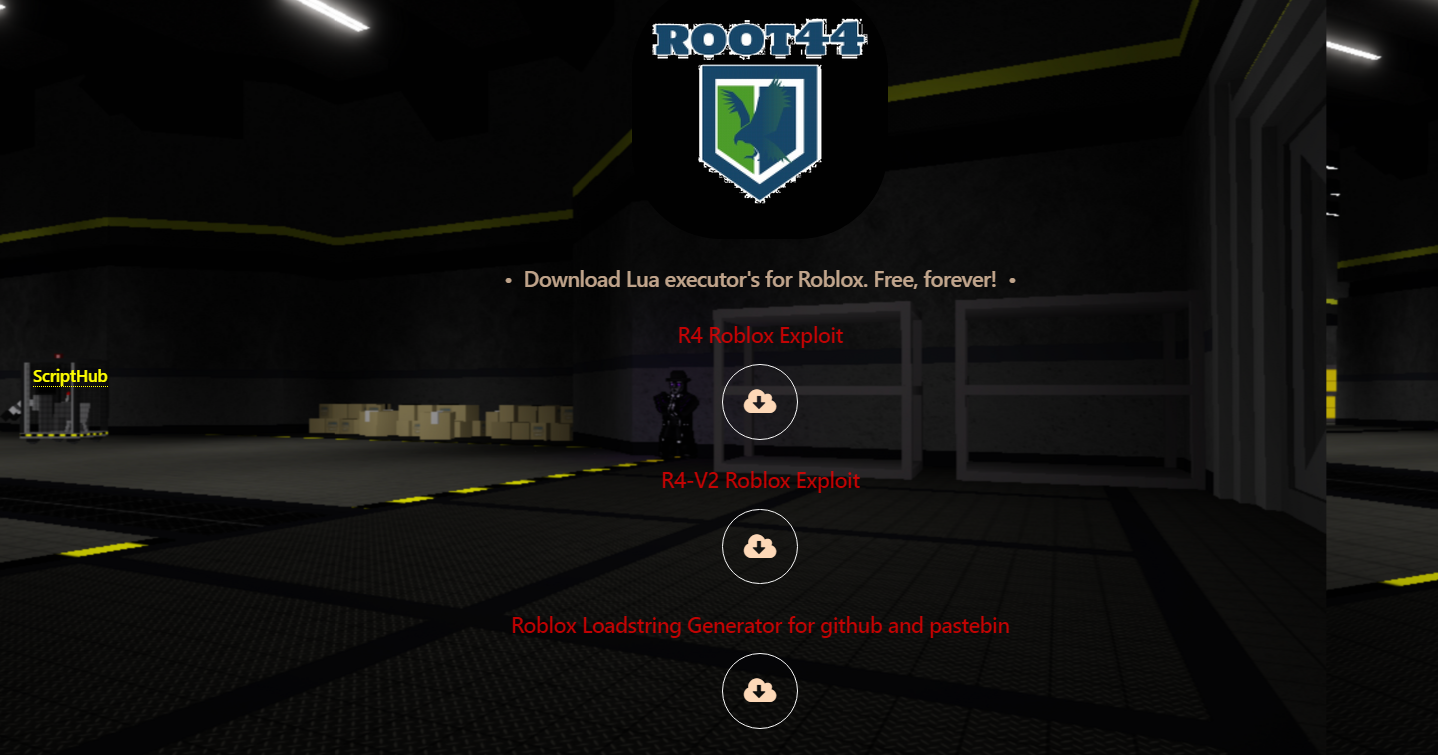 ROOT44
• Download Lua executor's for Roblox. Free, forever! •
R4 Roblox Exploit
ScriptHub
R4-V2 Roblox Exploit
Roblox Loadstring Generator for github and pastebin